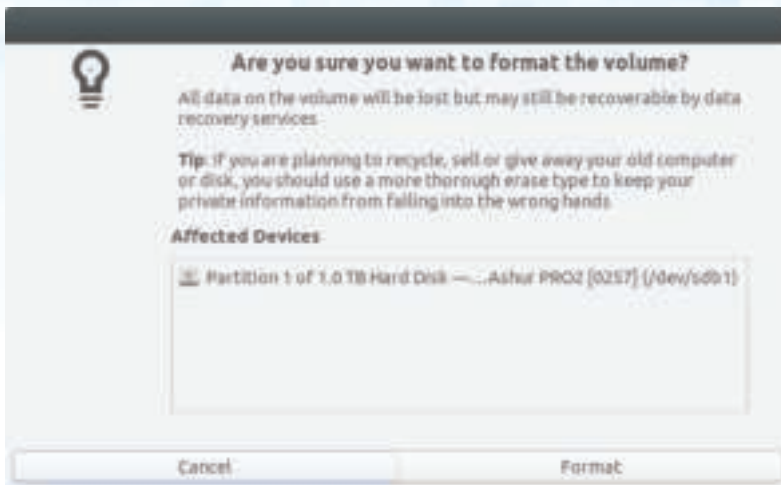 Are you sure you want to format the volume?
All data on the volume will be lost but may still be recoverable by data
recovery services
Tip: If you are planning to recycle, sell or give away your old computer
or disk, you should use a more thorough erase type to keep your
private information from falling into the wrong hands
Affected Devices
Partition 1 of 1.0 TB Hard Disk — ...Ashur PRO2 [0257] (/dev/sdb1)
Cancel
Format